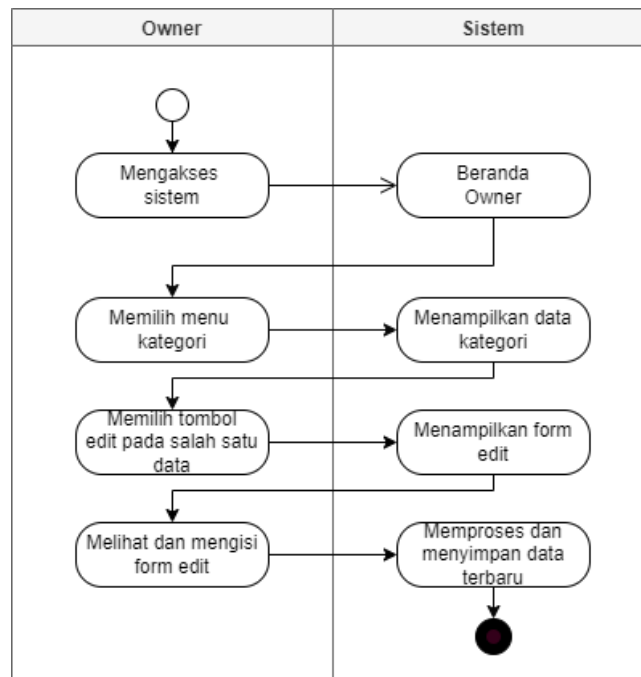 Owner
Sistem
Mengakses
sistem
Beranda
Owner
Memilih menu
kategori
Menampilkan data
kategori
Memilih tombol
edit pada salah satu
data
Menampilkan form
edit
Melihat dan mengisi
form edit
Memproses dan
menyimpan data
terbaru